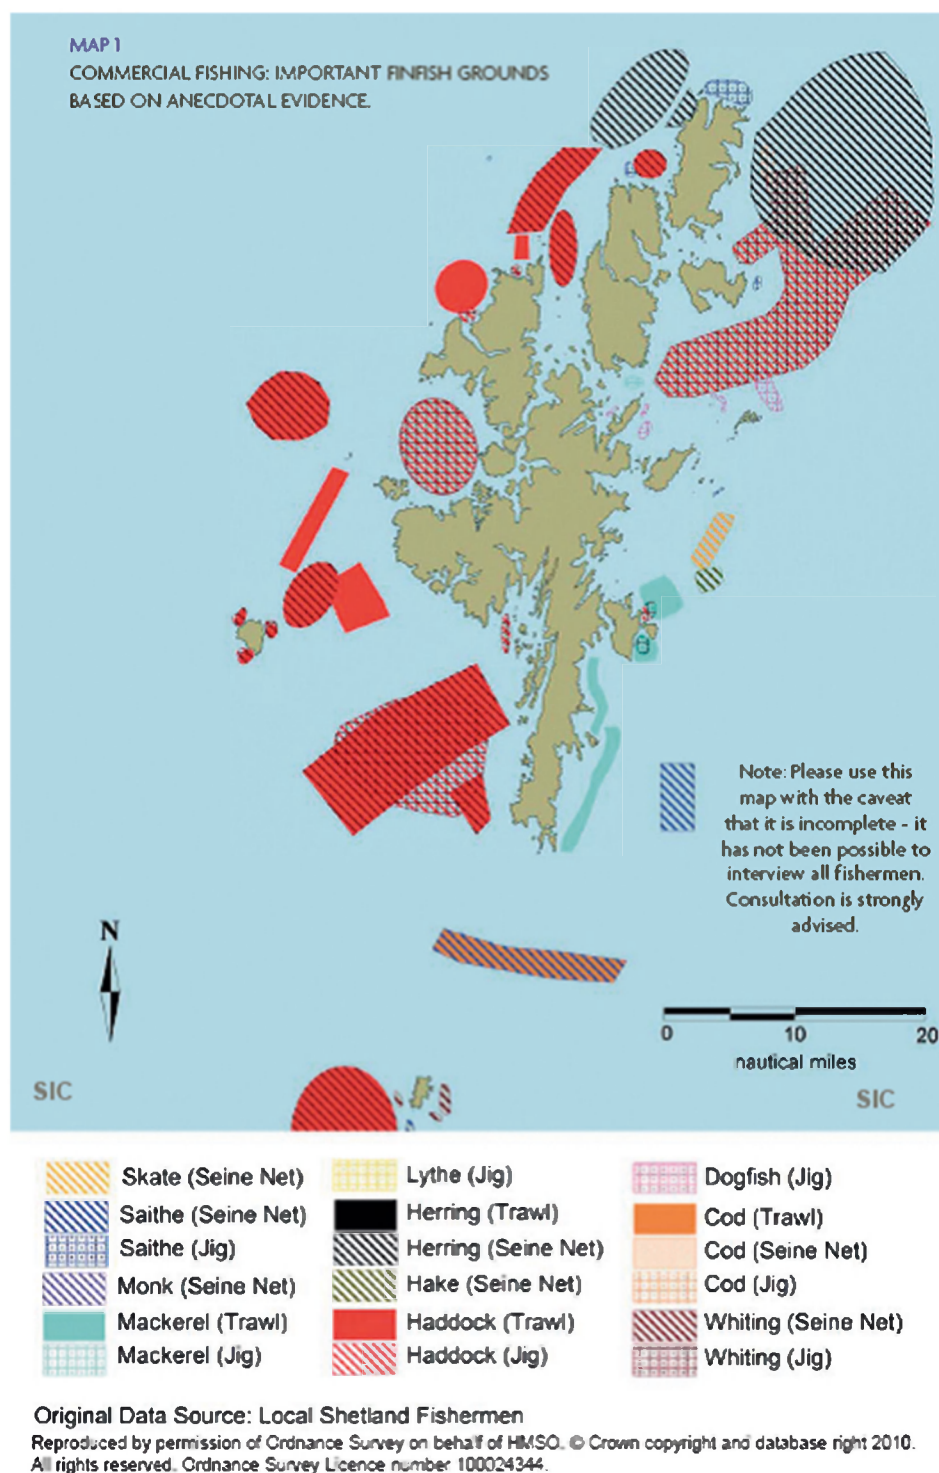 MAP 1
COMMERCIAL FISHING: IMPORTANT FINFISH GROUNDS
BASED ON ANECDOTAL EVIDENCE.
Note: Please use this
map with the caveat
that it is incomplete - it
has not been possible to
interview all fishermen.
Consultation is strongly
advised.
N
0 10 20
nautical miles
SIC
SIC
Skate (Seine Net)
Saithe (Seine Net)
Saithe (Jig)
Monk (Seine Net)
Mackerel (Trawl)
Mackerel (Jig)
Lythe (Jig)
Herring (Trawl)
Herring (Seine Net)
Hake (Seine Net)
Haddock (Trawl)
Haddock (Jig)
Dogfish (Jig)
Cod (Trawl)
Cod (Seine Net)
Cod (Jig)
Whiting (Seine Net)
Whiting (Jig)
Original Data Source: Local Shetland Fishermen
Reproduced by permission of Ordnance Survey on behalf of HMSO. © Crown copyright and database right 2010.
All rights reserved. Ordnance Survey Licence number 100024344.